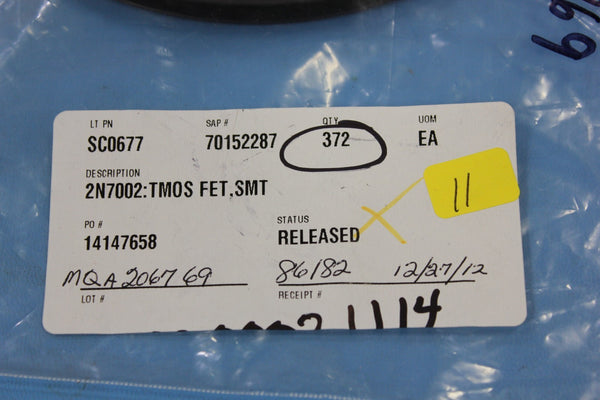 LT PN SAP # QTY UOM
SC0677 70152287 372 EA
DESCRIPTION
2N7002:TMOS FET,SMT
11
PO # STATUS
14147658 RELEASED
MQA206769 86182 12/27/12
LOT # RECEIPT #
1114